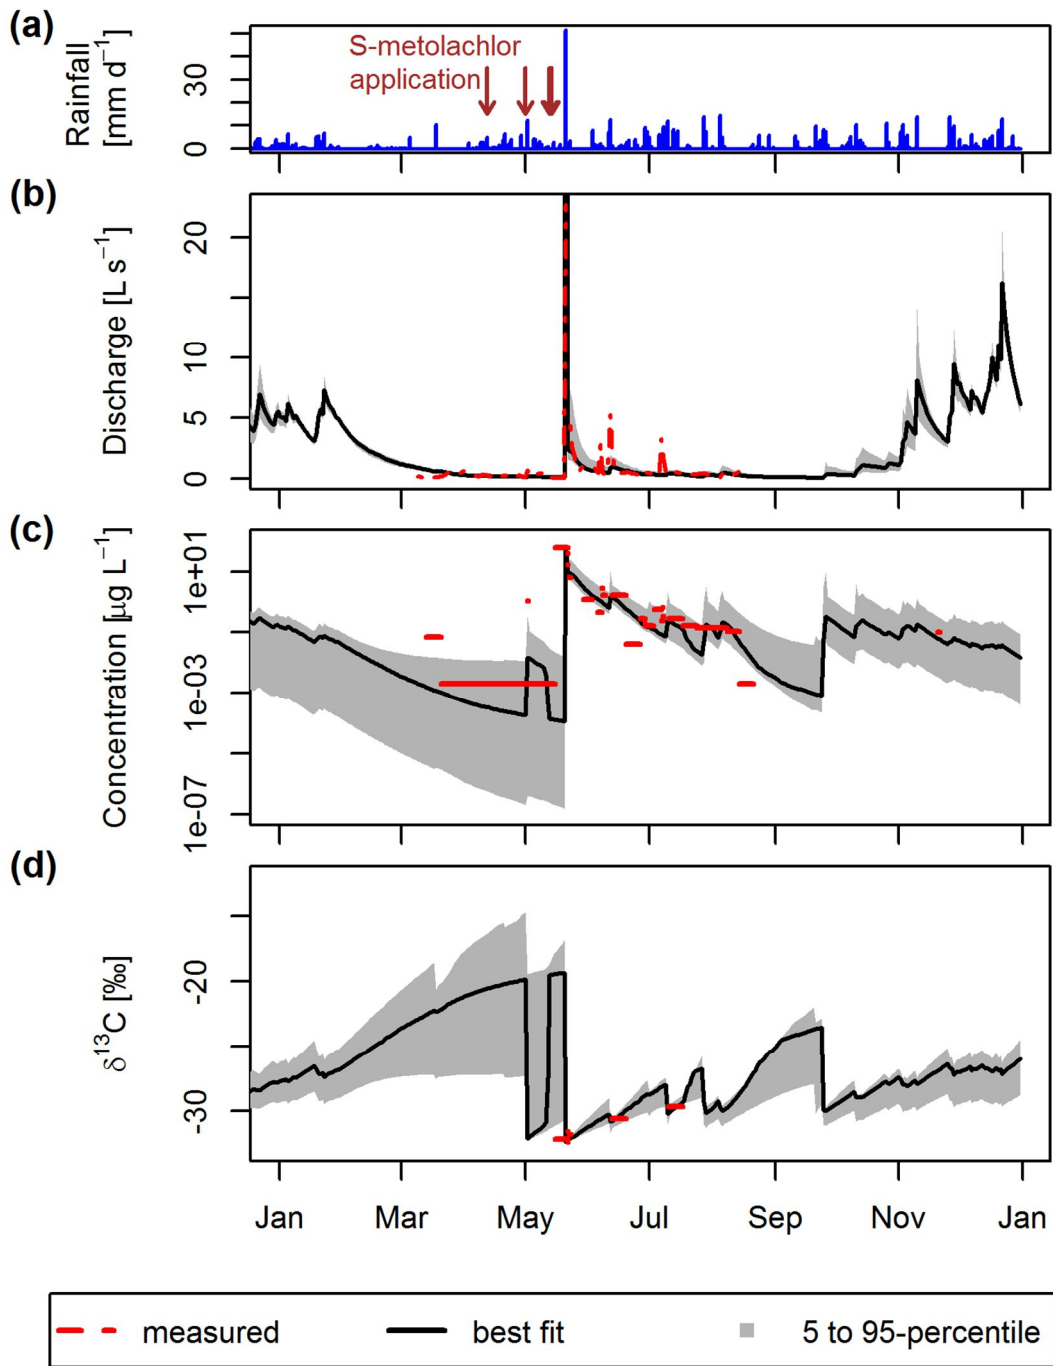 (a)
Rainfall
[mm d⁻¹]
0
30
S-metolachlor
application
(b)
Discharge [L s⁻¹]
0
5
10
20
(c)
Concentration [μg L⁻¹]
1e-07
1e-03
1e+01
(d)
δ¹³C [‰]
-30
-20
Jan Mar May Jul Sep Nov Jan
measured best fit 5 to 95-percentile